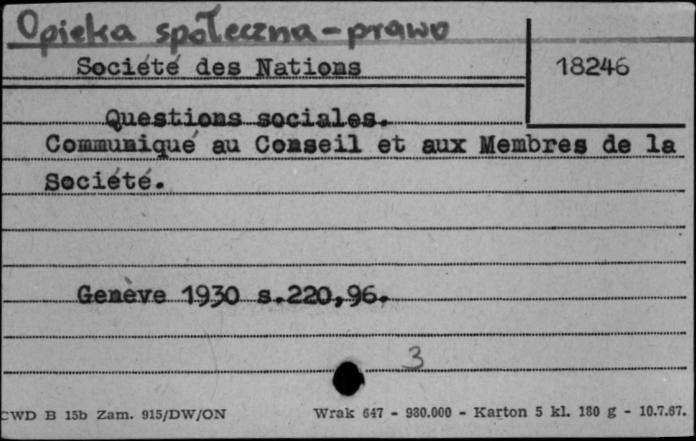 Opieka społeczna - prawo
Société des Nations
18246
Questions sociales.
Communiqué au Conseil et aux Membres de la
Société.
Genève 1930 s.220,96.
3
CWD B 15b Zam. 915/DW/ON Wrak 647 - 980.000 - Karton 5 kl. 180 g - 10.7.67.